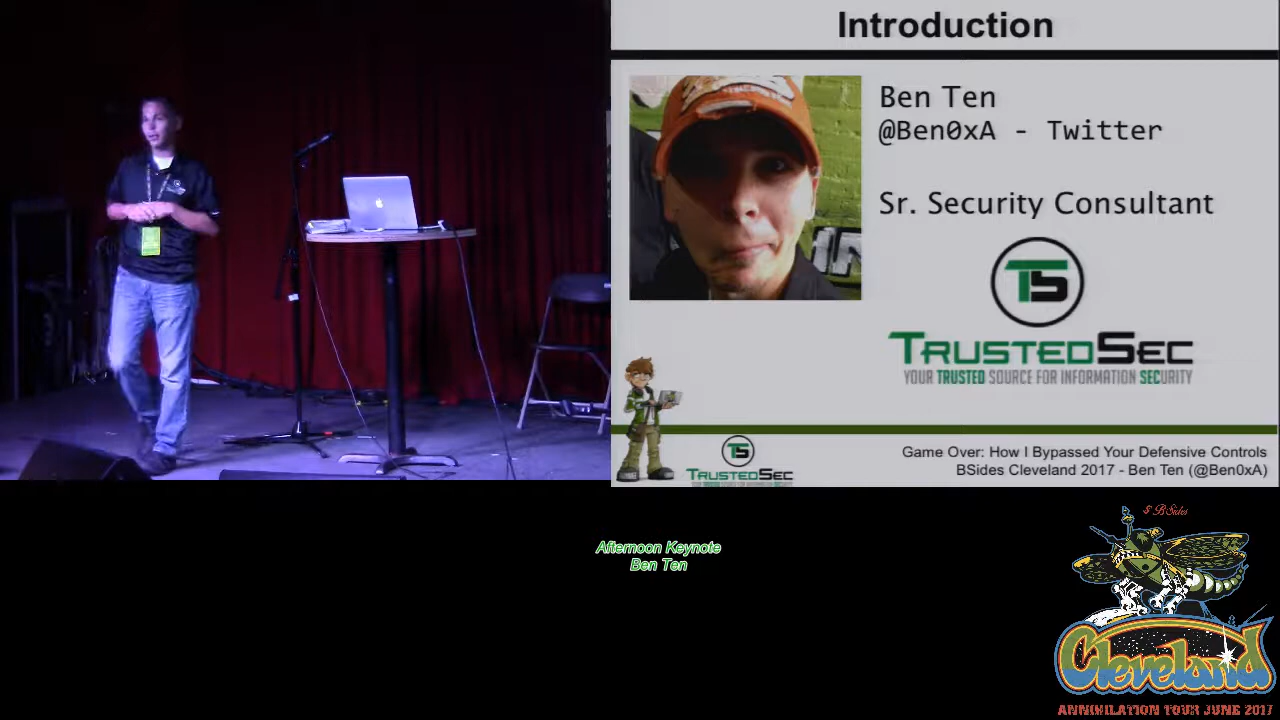 Introduction
Ben Ten
@Ben0xA - Twitter
Sr. Security Consultant
TS
TRUSTEDSEC
YOUR TRUSTED SOURCE FOR INFORMATION SECURITY
TS
TRUSTEDSEC
Game Over: How I Bypassed Your Defensive Controls
BSides Cleveland 2017 - Ben Ten (@Ben0xA)
Afternoon Keynote
Ben Ten
BSides
Cleveland
ANNIHILATION TOUR JUNE 2017